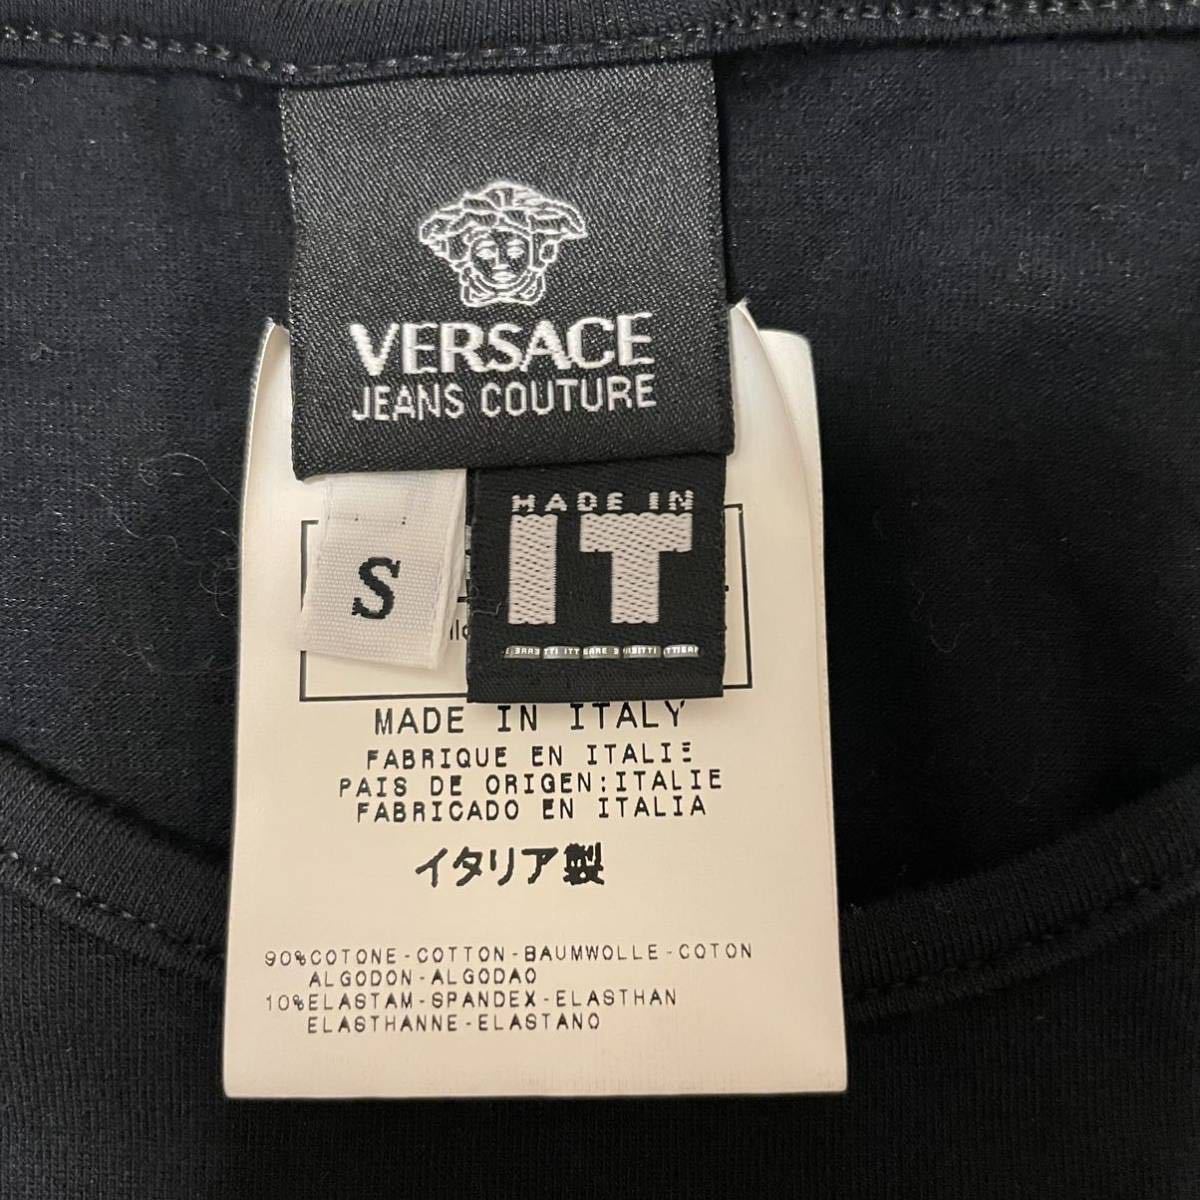 VERSACE
JEANS COUTURE
MADE IN
IT
S
MADE IN ITALY
FABRIQUE EN ITALIE
PAIS DE ORIGEN:ITALIE
FABRICADO EN ITALIA
イタリア製
90%COTONE-COTTON-BAUMWOLLE-COTON
ALGODON-ALGODAO
10%ELASTAM-SPANDEX-ELASTHAN
ELASTHANNE-ELASTANO